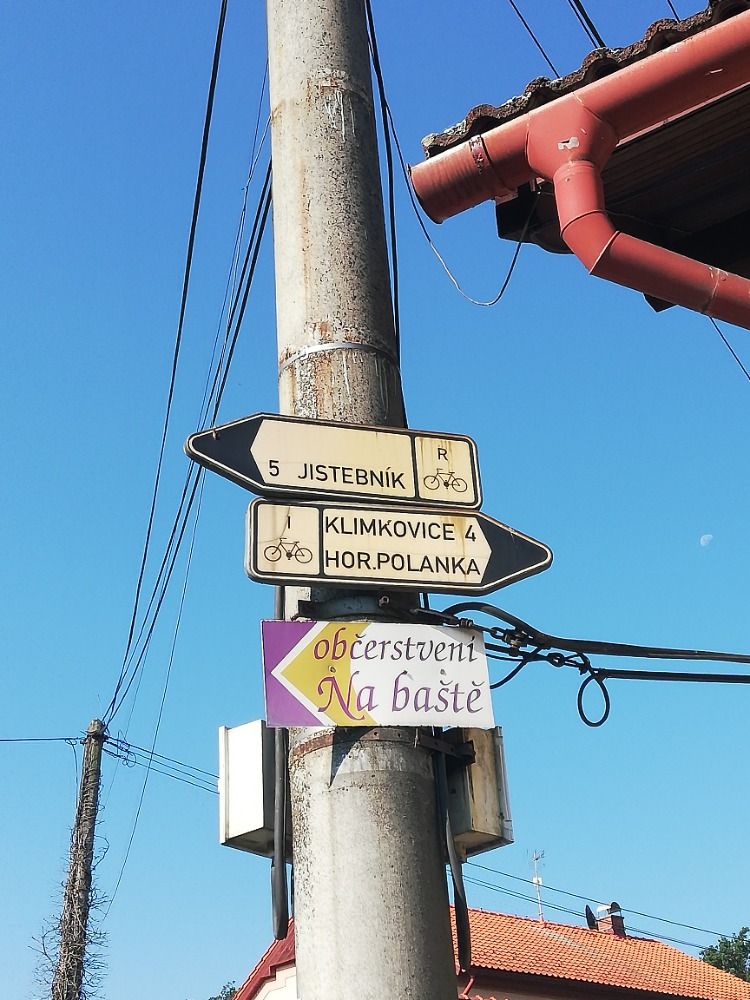 R
5 JISTEBNÍK
I
KLIMKOVICE 4
HOR.POLANKA
občerstvení
Na baště